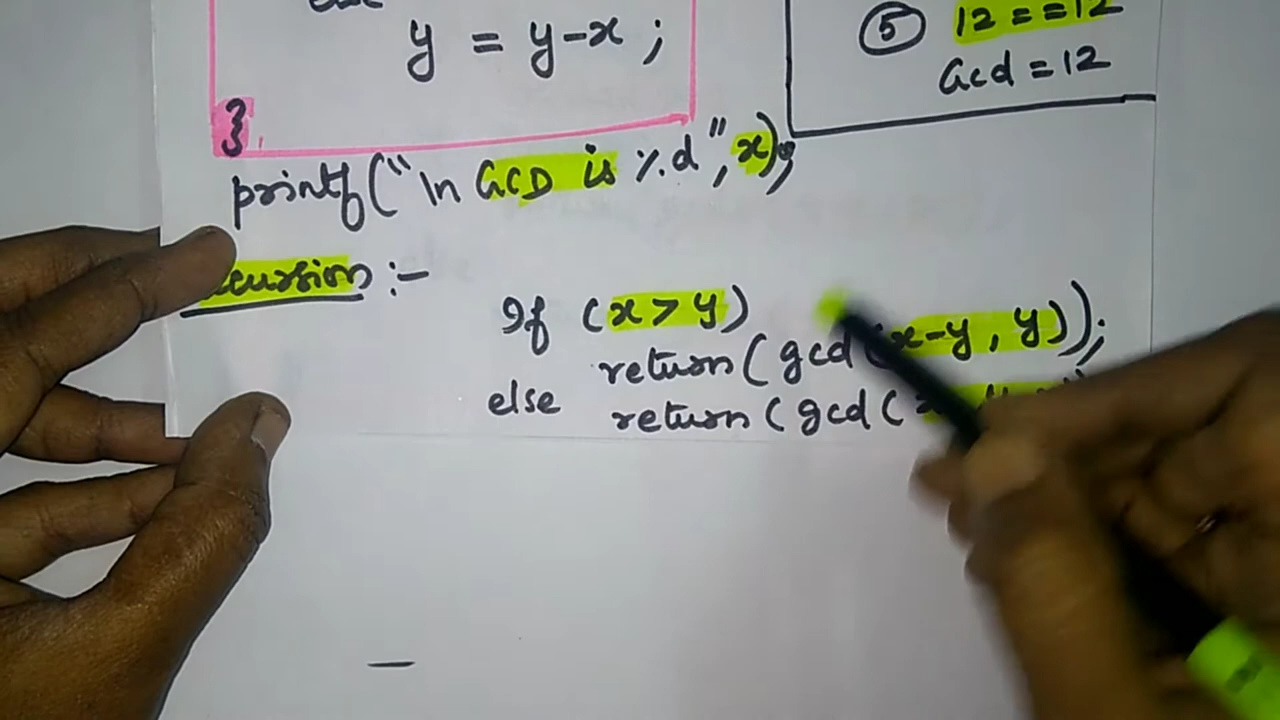 y = y-x ;
}
printf("\n GCD is %d", x);
cursion :-
If (x > y)
return ( gcd (x-y, y));
else return ( gcd (
5 12 = = 12
Gcd = 12